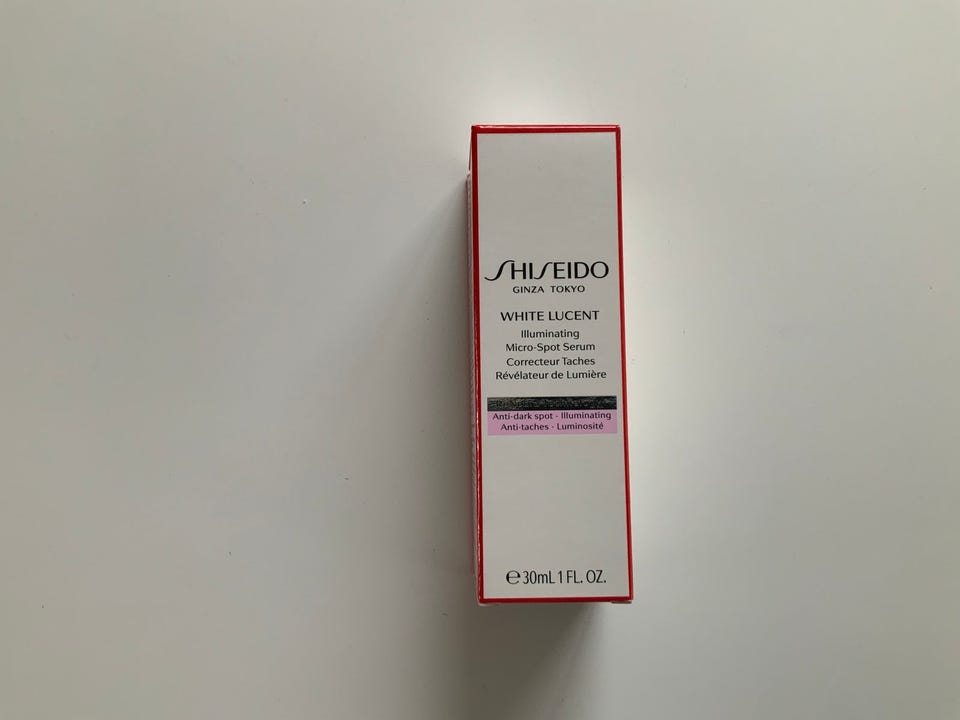 SHISEIDO
GINZA TOKYO
WHITE LUCENT
Illuminating
Micro-Spot Serum
Correcteur Taches
Révélateur de Lumière
Anti-dark spot - Illuminating
Anti-taches - Luminosité
e 30mL 1 FL. OZ.